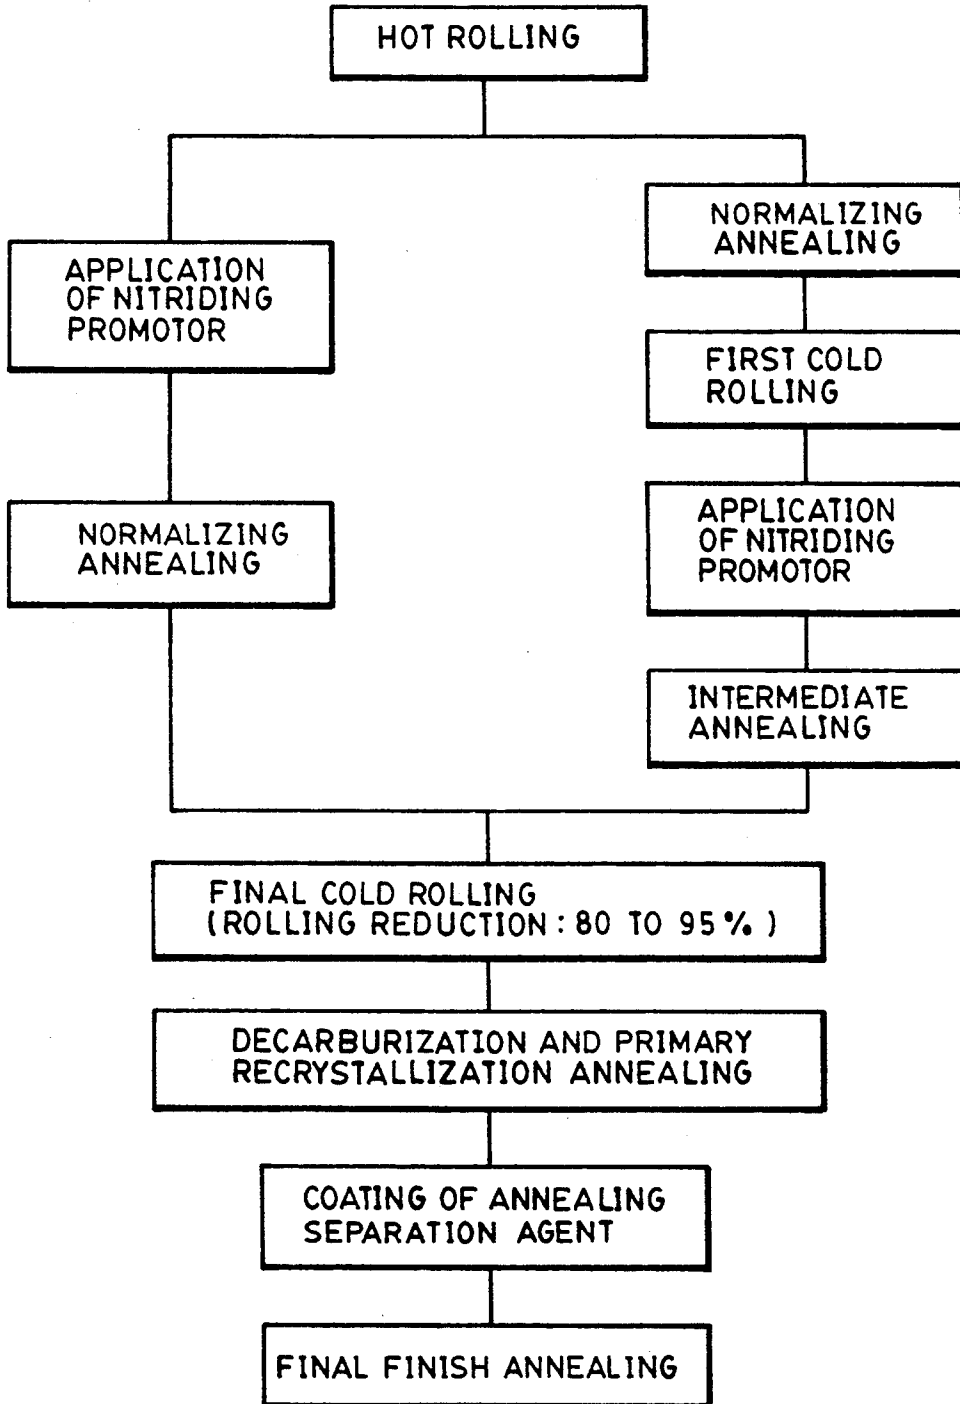 HOT ROLLING
APPLICATION
OF NITRIDING
PROMOTOR
NORMALIZING
ANNEALING
NORMALIZING
ANNEALING
FIRST COLD
ROLLING
APPLICATION
OF NITRIDING
PROMOTOR
INTERMEDIATE
ANNEALING
FINAL COLD ROLLING
(ROLLING REDUCTION : 80 TO 95% )
DECARBURIZATION AND PRIMARY
RECRYSTALLIZATION ANNEALING
COATING OF ANNEALING
SEPARATION AGENT
FINAL FINISH ANNEALING